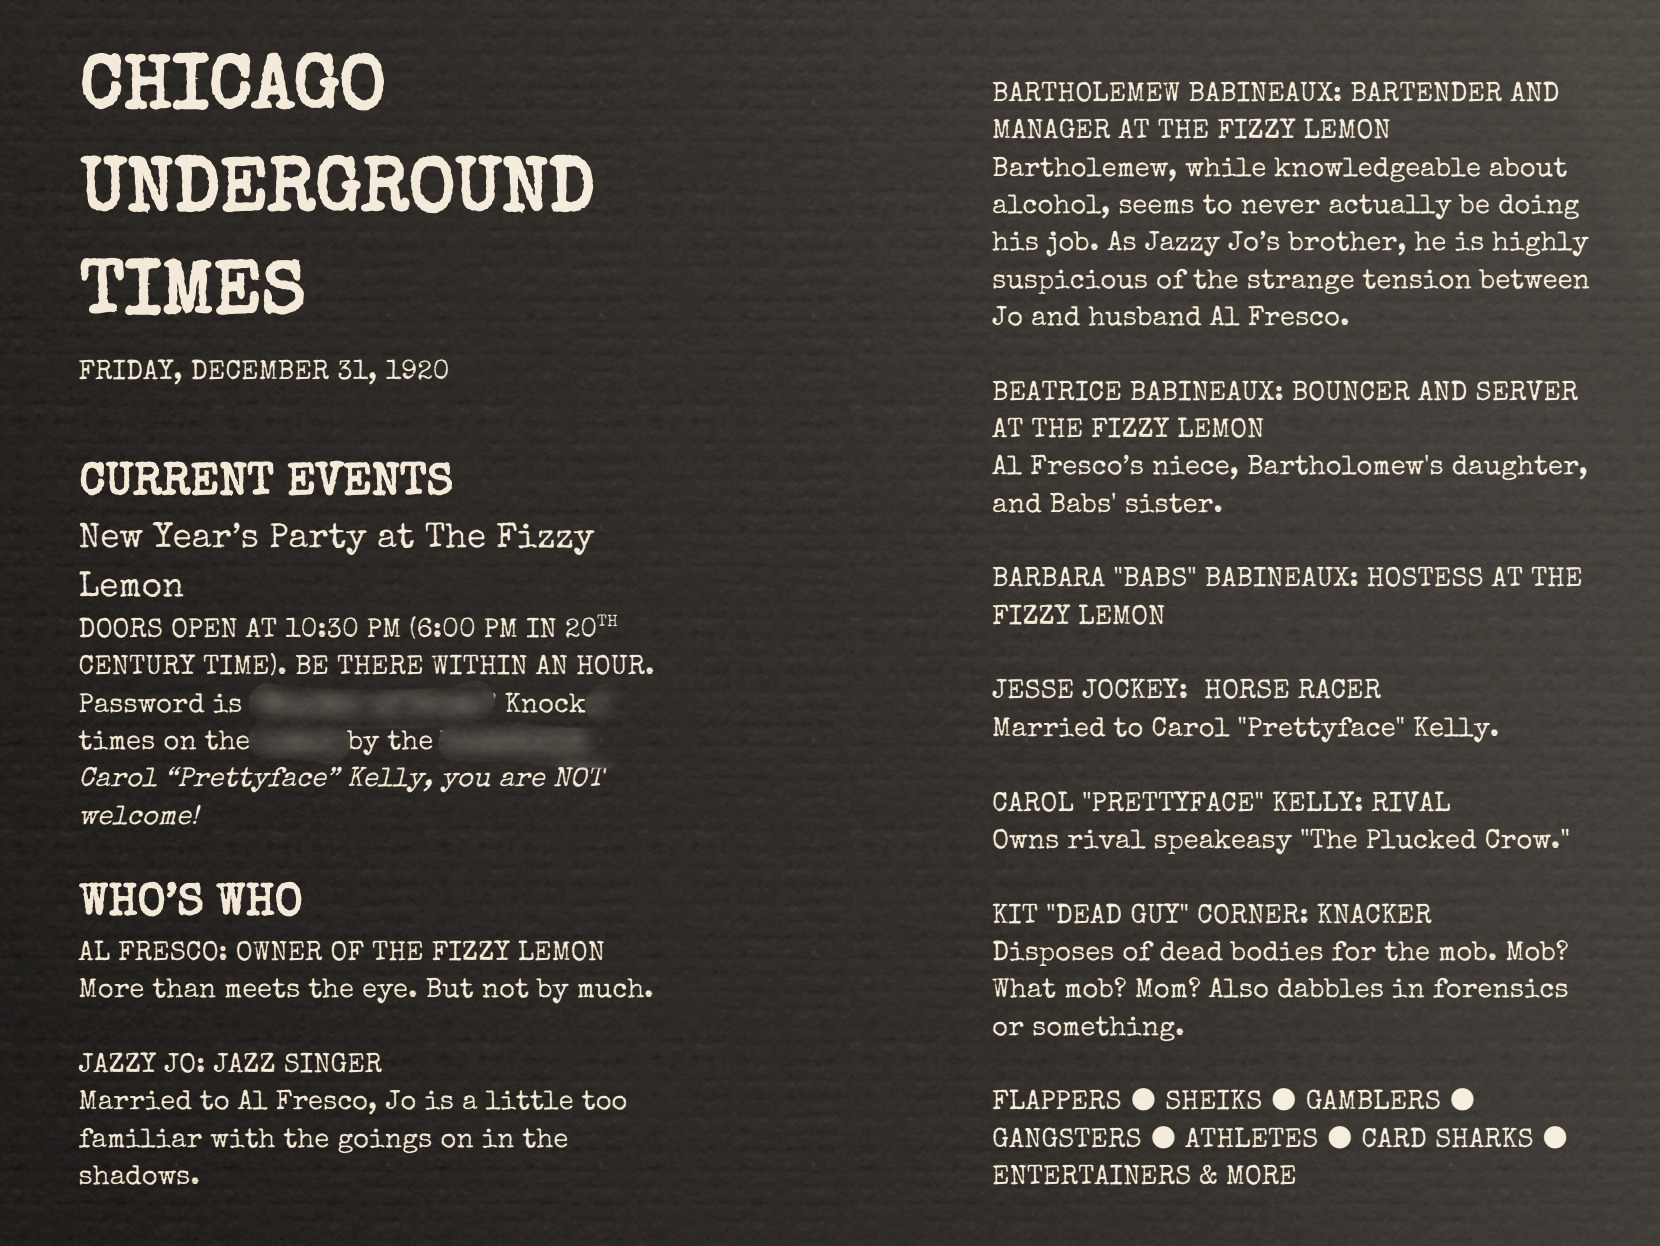 CHICAGO
UNDERGROUND
TIMES
FRIDAY, DECEMBER 31, 1920
CURRENT EVENTS
New Year’s Party at The Fizzy
Lemon
DOORS OPEN AT 10:30 PM (6:00 PM IN 20TH
CENTURY TIME). BE THERE WITHIN AN HOUR.
Password is Knock
times on the by the
Carol “Prettyface” Kelly, you are NOT
welcome!
WHO’S WHO
AL FRESCO: OWNER OF THE FIZZY LEMON
More than meets the eye. But not by much.
JAZZY JO: JAZZ SINGER
Married to Al Fresco, Jo is a little too
familiar with the goings on in the
shadows.
BARTHOLEMEW BABINEAUX: BARTENDER AND
MANAGER AT THE FIZZY LEMON
Bartholemew, while knowledgeable about
alcohol, seems to never actually be doing
his job. As Jazzy Jo’s brother, he is highly
suspicious of the strange tension between
Jo and husband Al Fresco.
BEATRICE BABINEAUX: BOUNCER AND SERVER
AT THE FIZZY LEMON
Al Fresco’s niece, Bartholomew's daughter,
and Babs' sister.
BARBARA "BABS" BABINEAUX: HOSTESS AT THE
FIZZY LEMON
JESSE JOCKEY: HORSE RACER
Married to Carol "Prettyface" Kelly.
CAROL "PRETTYFACE" KELLY: RIVAL
Owns rival speakeasy "The Plucked Crow."
KIT "DEAD GUY" CORNER: KNACKER
Disposes of dead bodies for the mob. Mob?
What mob? Mom? Also dabbles in forensics
or something.
FLAPPERS ● SHEIKS ● GAMBLERS ●
GANGSTERS ● ATHLETES ● CARD SHARKS ●
ENTERTAINERS & MORE